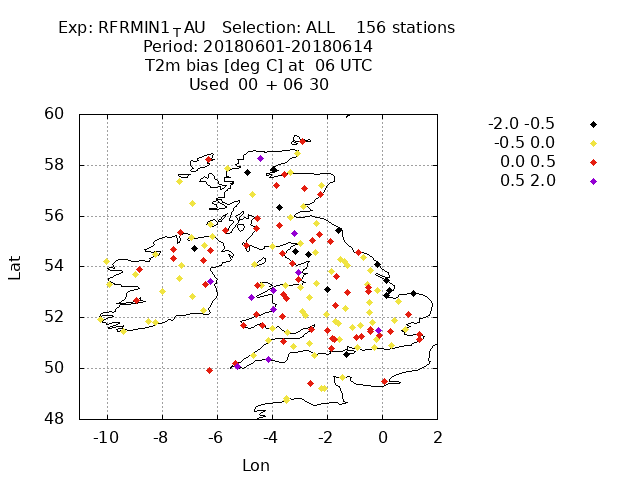 Exp: RFRMIN1TAU Selection: ALL 156 stations
Period: 20180601-20180614
T2m bias [deg C] at 06 UTC
Used 00 + 06 30
-2.0 -0.5
-0.5 0.0
0.0 0.5
0.5 2.0
60
58
56
54
52
50
48
Lat
-10 -8 -6 -4 -2 0 2
Lon